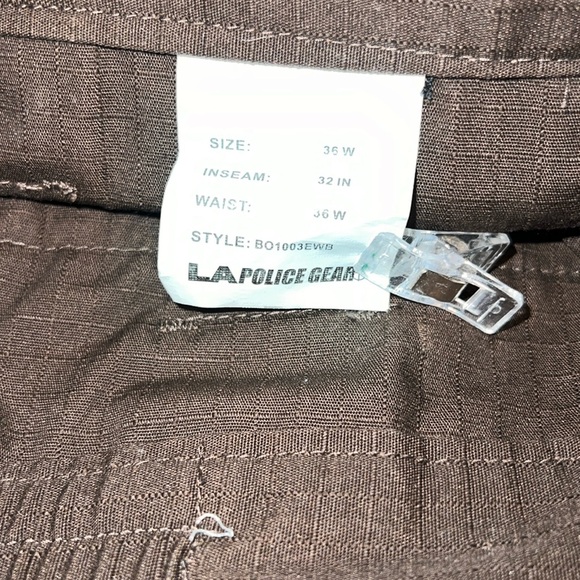 SIZE: 36 W
INSEAM: 32 IN
WAIST: 36 W
STYLE: BO1003EWB
LA POLICE GEAR